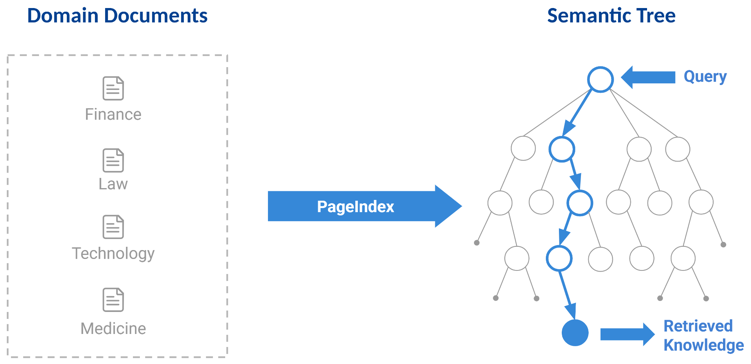 Domain Documents
Finance
Law
Technology
Medicine
PageIndex
Semantic Tree
Query
Retrieved
Knowledge